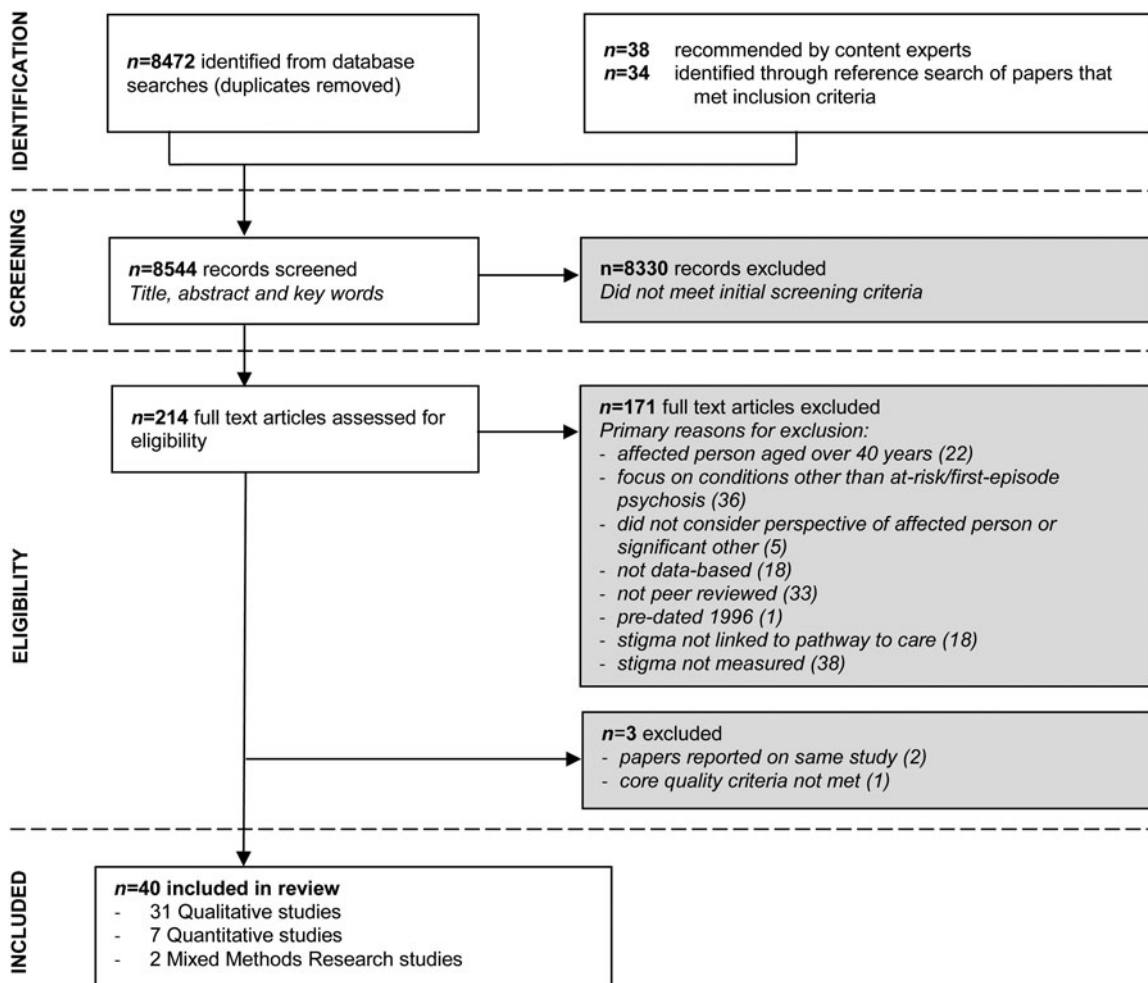 IDENTIFICATION
n=8472 identified from database
searches (duplicates removed)
n=38 recommended by content experts
n=34 identified through reference search of papers that
met inclusion criteria
SCREENING
n=8544 records screened
Title, abstract and key words
n=8330 records excluded
Did not meet initial screening criteria
ELIGIBILITY
n=214 full text articles assessed for
eligibility
n=171 full text articles excluded
Primary reasons for exclusion:
- affected person aged over 40 years (22)
- focus on conditions other than at-risk/first-episode
psychosis (36)
- did not consider perspective of affected person or
significant other (5)
- not data-based (18)
- not peer reviewed (33)
- pre-dated 1996 (1)
- stigma not linked to pathway to care (18)
- stigma not measured (38)
n=3 excluded
- papers reported on same study (2)
- core quality criteria not met (1)
INCLUDED
n=40 included in review
- 31 Qualitative studies
- 7 Quantitative studies
- 2 Mixed Methods Research studies